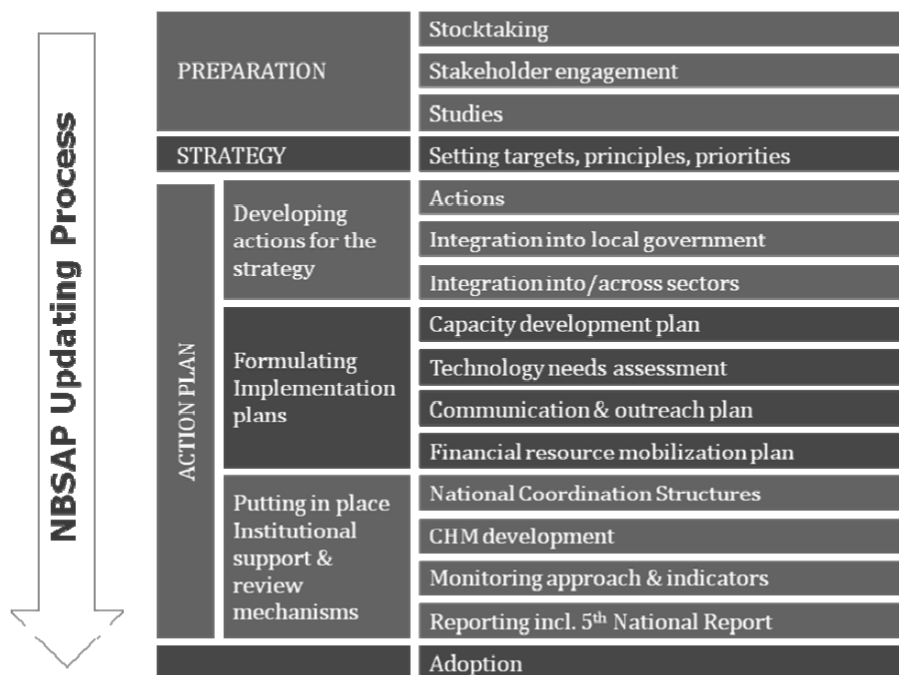 NBSAP Updating Process
PREPARATION
Stocktaking
Stakeholder engagement
Studies
STRATEGY
Setting targets, principles, priorities
ACTION PLAN
Developing
actions for the
strategy
Actions
Integration into local government
Integration into/across sectors
Formulating
Implementation
plans
Capacity development plan
Technology needs assessment
Communication & outreach plan
Financial resource mobilization plan
Putting in place
Institutional
support &
review
mechanisms
National Coordination Structures
CHM development
Monitoring approach & indicators
Reporting incl. 5th National Report
Adoption